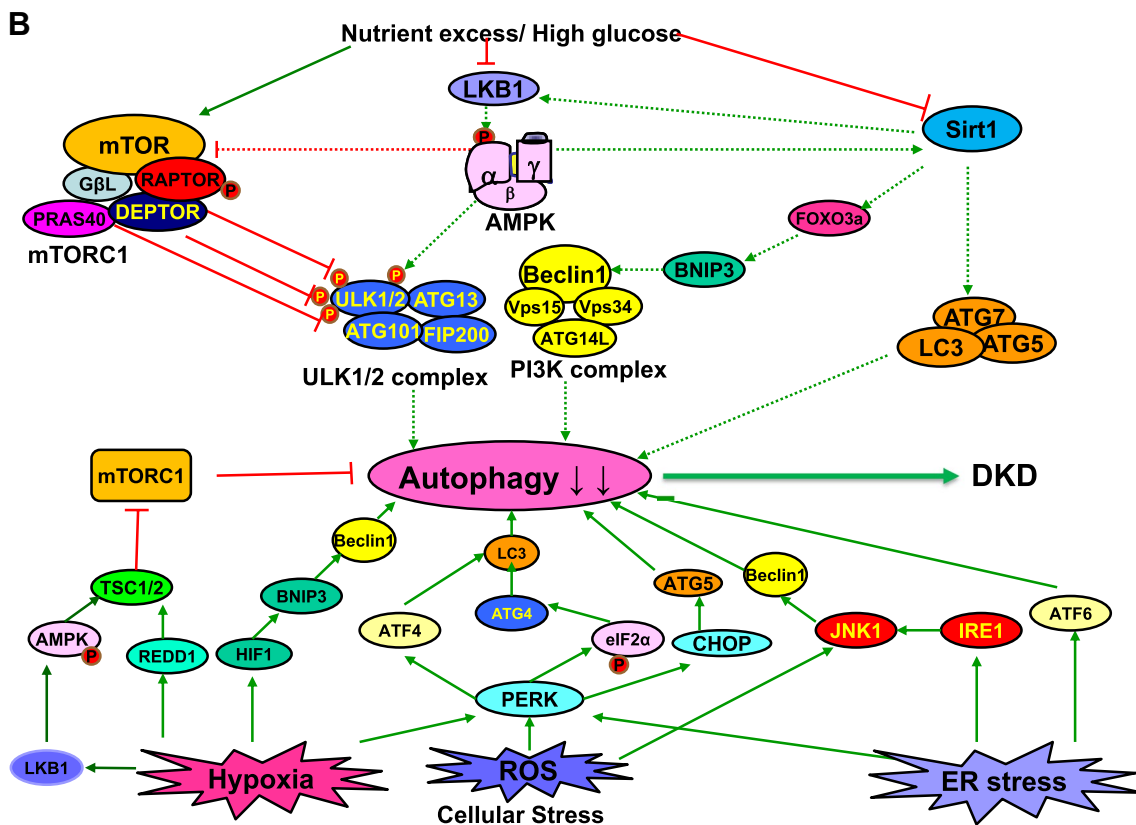 B
Nutrient excess/ High glucose
LKB1
Sirt1
mTOR
P
GβL
RAPTOR
P
α
γ
β
PRAS40
DEPTOR
AMPK
FOXO3a
mTORC1
BNIP3
Beclin1
P
P
P
P
ULK1/2
ATG13
Vps15
Vps34
ATG7
ATG101
FIP200
ATG14L
LC3
ATG5
ULK1/2 complex
PI3K complex
mTORC1
Autophagy ↓↓
DKD
Beclin1
LC3
TSC1/2
BNIP3
ATG4
ATG5
Beclin1
AMPK
P
REDD1
HIF1
ATF4
eIF2α
P
CHOP
JNK1
IRE1
ATF6
PERK
LKB1
Hypoxia
ROS
ER stress
Cellular Stress